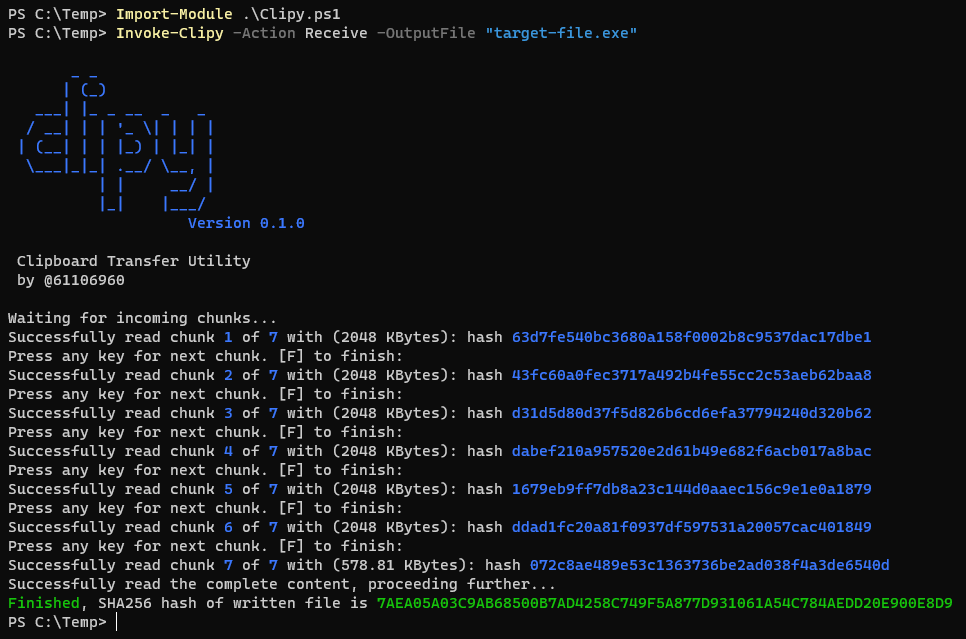 PS C:\Temp> Import-Module .\Clipy.ps1
PS C:\Temp> Invoke-Clipy -Action Receive -OutputFile "target-file.exe"
       _ _
      | (_)
   ___| |_ _ __  _   _
  / __| | | '_ \| | | |
 | (__| | | |_) | |_| |
  \___|_|_| .__/ \__, |
          | |     __/ |
          |_|    |___/
                    Version 0.1.0
 Clipboard Transfer Utility
 by @61106960
Waiting for incoming chunks...
Successfully read chunk 1 of 7 with (2048 KBytes): hash 63d7fe540bc3680a158f0002b8c9537dac17dbe1
Press any key for next chunk. [F] to finish:
Successfully read chunk 2 of 7 with (2048 KBytes): hash 43fc60a0fec3717a492b4fe55cc2c53aeb62baa8
Press any key for next chunk. [F] to finish:
Successfully read chunk 3 of 7 with (2048 KBytes): hash d31d5d80d37f5d826b6cd6efa37794240d320b62
Press any key for next chunk. [F] to finish:
Successfully read chunk 4 of 7 with (2048 KBytes): hash dabef210a957520e2d61b49e682f6acb017a8bac
Press any key for next chunk. [F] to finish:
Successfully read chunk 5 of 7 with (2048 KBytes): hash 1679eb9ff7db8a23c144d0aaec156c9e1e0a1879
Press any key for next chunk. [F] to finish:
Successfully read chunk 6 of 7 with (2048 KBytes): hash ddad1fc20a81f0937df597531a20057cac401849
Press any key for next chunk. [F] to finish:
Successfully read chunk 7 of 7 with (578.81 KBytes): hash 072c8ae489e53c1363736be2ad038f4a3de6540d
Successfully read the complete content, proceeding further...
Finished, SHA256 hash of written file is 7AEA05A03C9AB68500B7AD4258C749F5A877D931061A54C784AEDD20E900E8D9
PS C:\Temp>